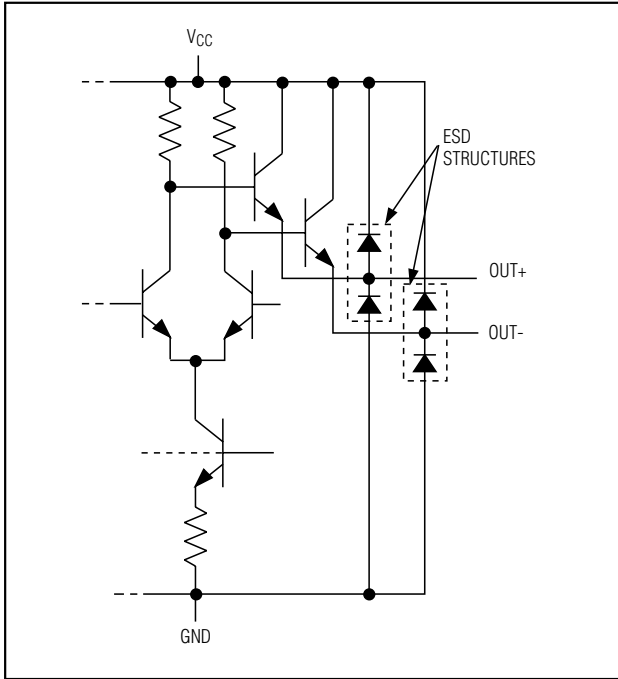 VCC
ESD
STRUCTURES
OUT+
OUT-
GND